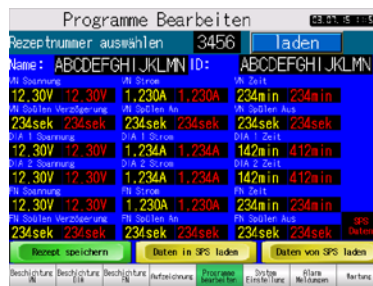 Programme Bearbeiten
Rezeptnummer auswählen 3456 laden
Name: ABCDEFGHIJKLMN ID: ABCDEFGHIJKLMN
VN Spannung VN Strom VN Zeit
12.30V 12.30V 1.230A 1.230A 234min 234min
VN Spülen Verzögerung VN Spülen An VN Spülen Aus
234sek 234sek 234sek 234sek 234sek 234sek
DIA 1 Spannung DIA 1 Strom DIA 1 Zeit
12.30V 12.30V 1.230A 1.230A 142min 412min
DIA 2 Spannung DIA 2 Strom DIA 2 Zeit
12.30V 12.30V 1.230A 1.230A 142min 412min
FN Spannung FN Strom FN Zeit
12.30V 12.30V 1.230A 1.230A 234min 234min
FN Spülen Verzögerung FN Spülen An FN Spülen Aus
234sek 234sek 234sek 234sek 234sek 234sek
SPS
Daten
Rezept speichern Daten in SPS laden Daten von SPS laden
Beschichtung VN Beschichtung DIA Beschichtung FN Aufzeichnung Programme bearbeiten System Einstellung Alarm Meldungen Wartung